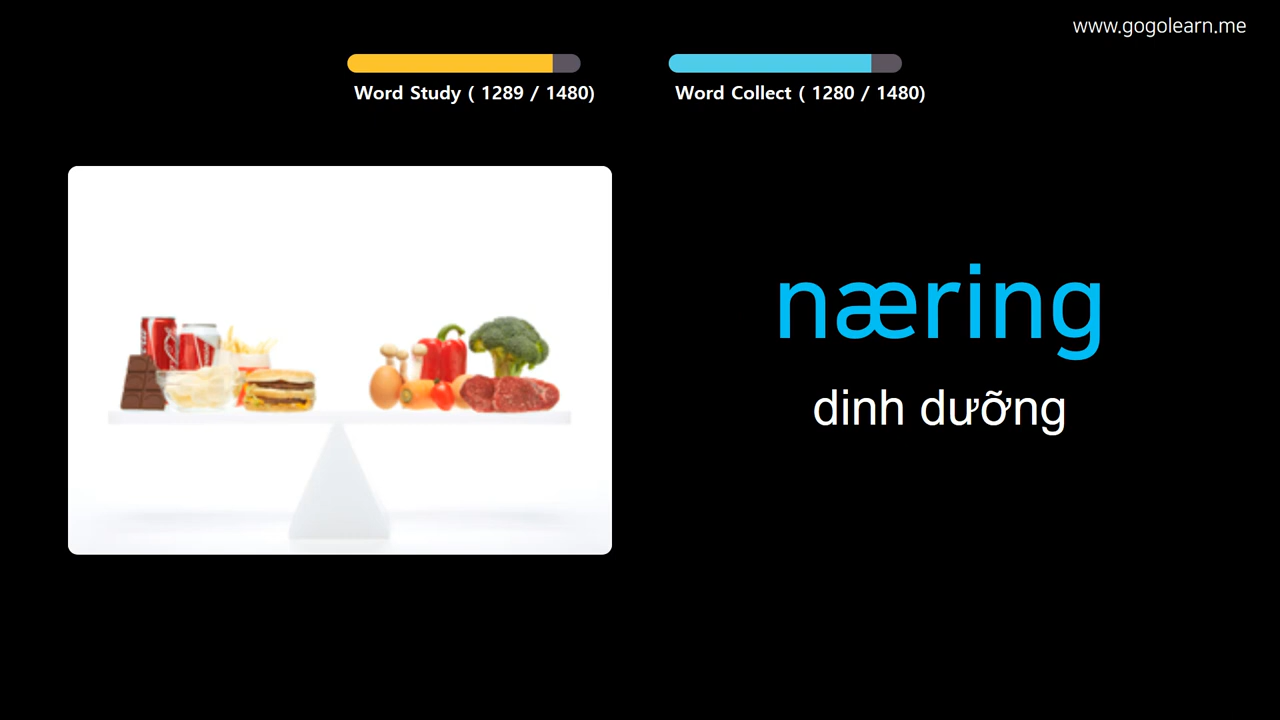 www.gogolearn.me
Word Study ( 1289 / 1480)
Word Collect ( 1280 / 1480)
næring
dinh dưỡng